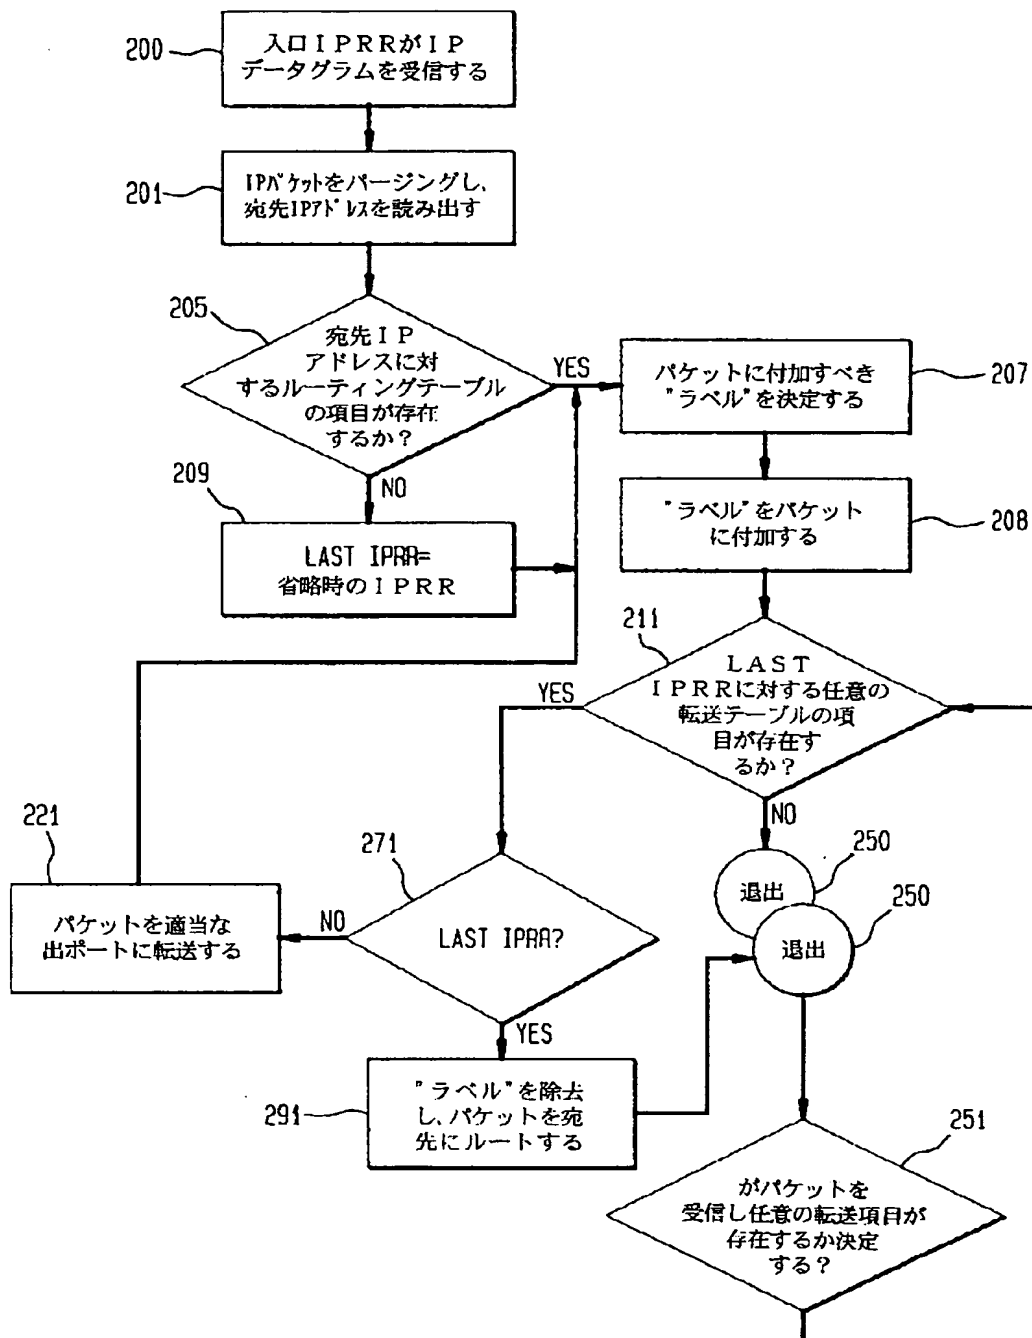 200
入口ＩＰＲＲがＩＰ
データグラムを受信する
201
IPパケットをパージングし、
宛先IPアドレスを読み出す
205
宛先ＩＰ
アドレスに対
するルーティングテーブル
の項目が存在
するか？
YES
NO
パケットに付加すべき
"ラベル"を決定する
207
209
LAST IPRR=
省略時のＩＰＲＲ
"ラベル"をパケット
に付加する
208
211
ＬＡＳＴ
ＩＰＲＲに対する任意の
転送テーブルの項
目が存在す
るか？
YES
NO
221
パケットを適当な
出ポートに転送する
271
LAST IPRR?
NO
YES
250
退出
250
退出
291
"ラベル"を除去
し、パケットを宛
先にルートする
251
がパケットを
受信し任意の転送項目が
存在するか決定
する？